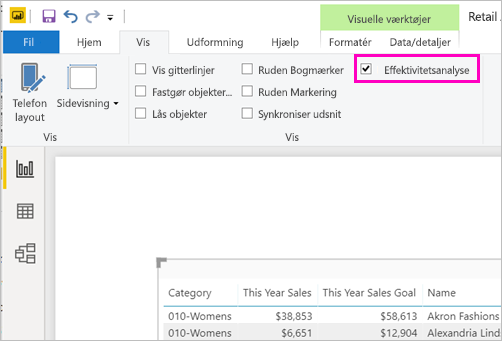 Visuelle værktøjer Retail
Fil Hjem Vis Udformning Hjælp Formatér Data/detaljer
Telefon layout
Sidevisning
Vis
Vis gitterlinjer
Fastgør objekter...
Lås objekter
Ruden Bogmærker
Ruden Markering
Synkroniser udsnit
Vis
Effektivitetsanalyse
Category This Year Sales This Year Sales Goal Name
010-Womens $38,853 $58,613 Akron Fashions
010-Womens $6,651 $12,904 Alexandria Lind